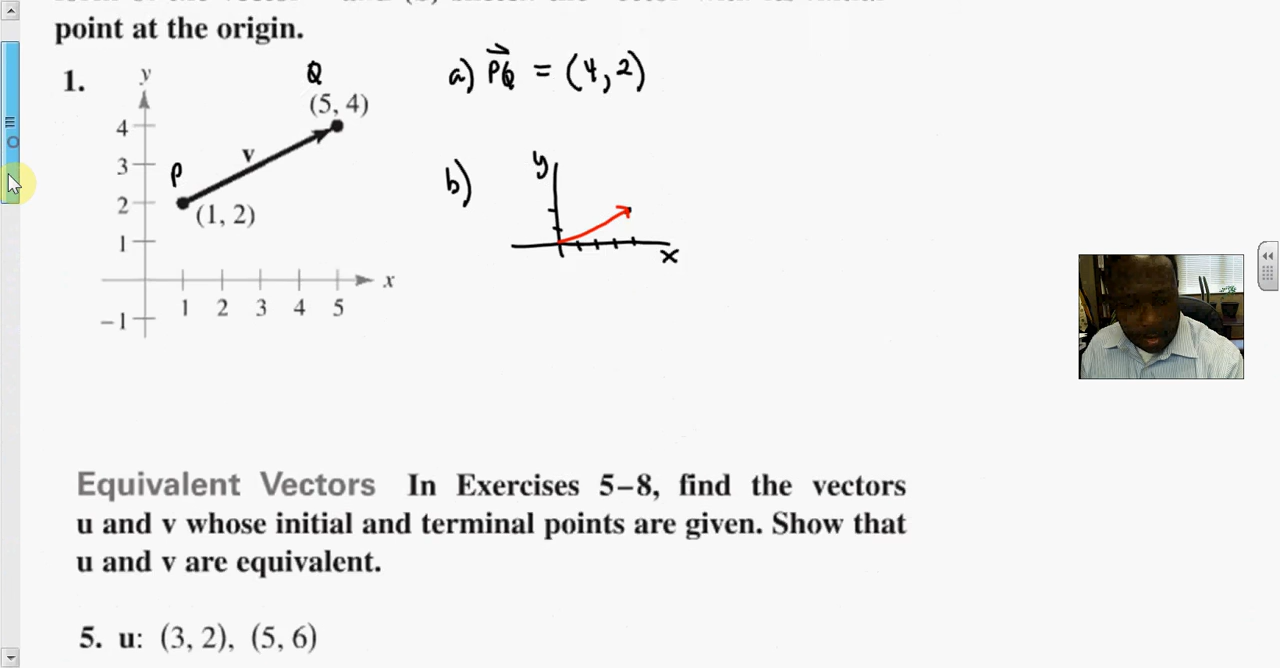 point at the origin.
1.
y
Q
(5, 4)
4
3
2
1
-1
v
P
(1, 2)
1 2 3 4 5
x
a) PQ = (4,2)
b)
y
x
Equivalent Vectors In Exercises 5–8, find the vectors
u and v whose initial and terminal points are given. Show that
u and v are equivalent.
5. u: (3, 2), (5, 6)